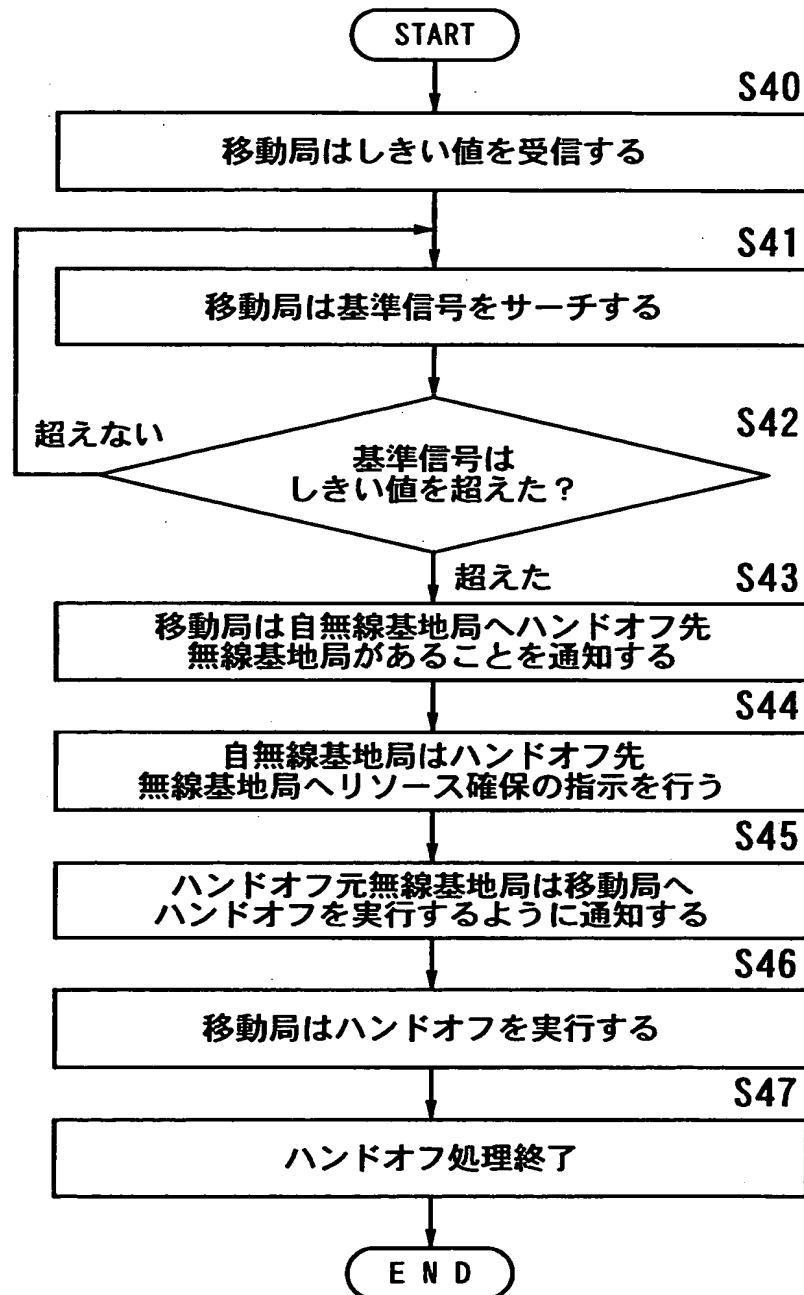 START
S40
移動局はしきい値を受信する
S41
移動局は基準信号をサーチする
S42
超えない
基準信号は
しきい値を超えた？
超えた
S43
移動局は自無線基地局へハンドオフ先
無線基地局があることを通知する
S44
自無線基地局はハンドオフ先
無線基地局へリソース確保の指示を行う
S45
ハンドオフ元無線基地局は移動局へ
ハンドオフを実行するように通知する
S46
移動局はハンドオフを実行する
S47
ハンドオフ処理終了
END